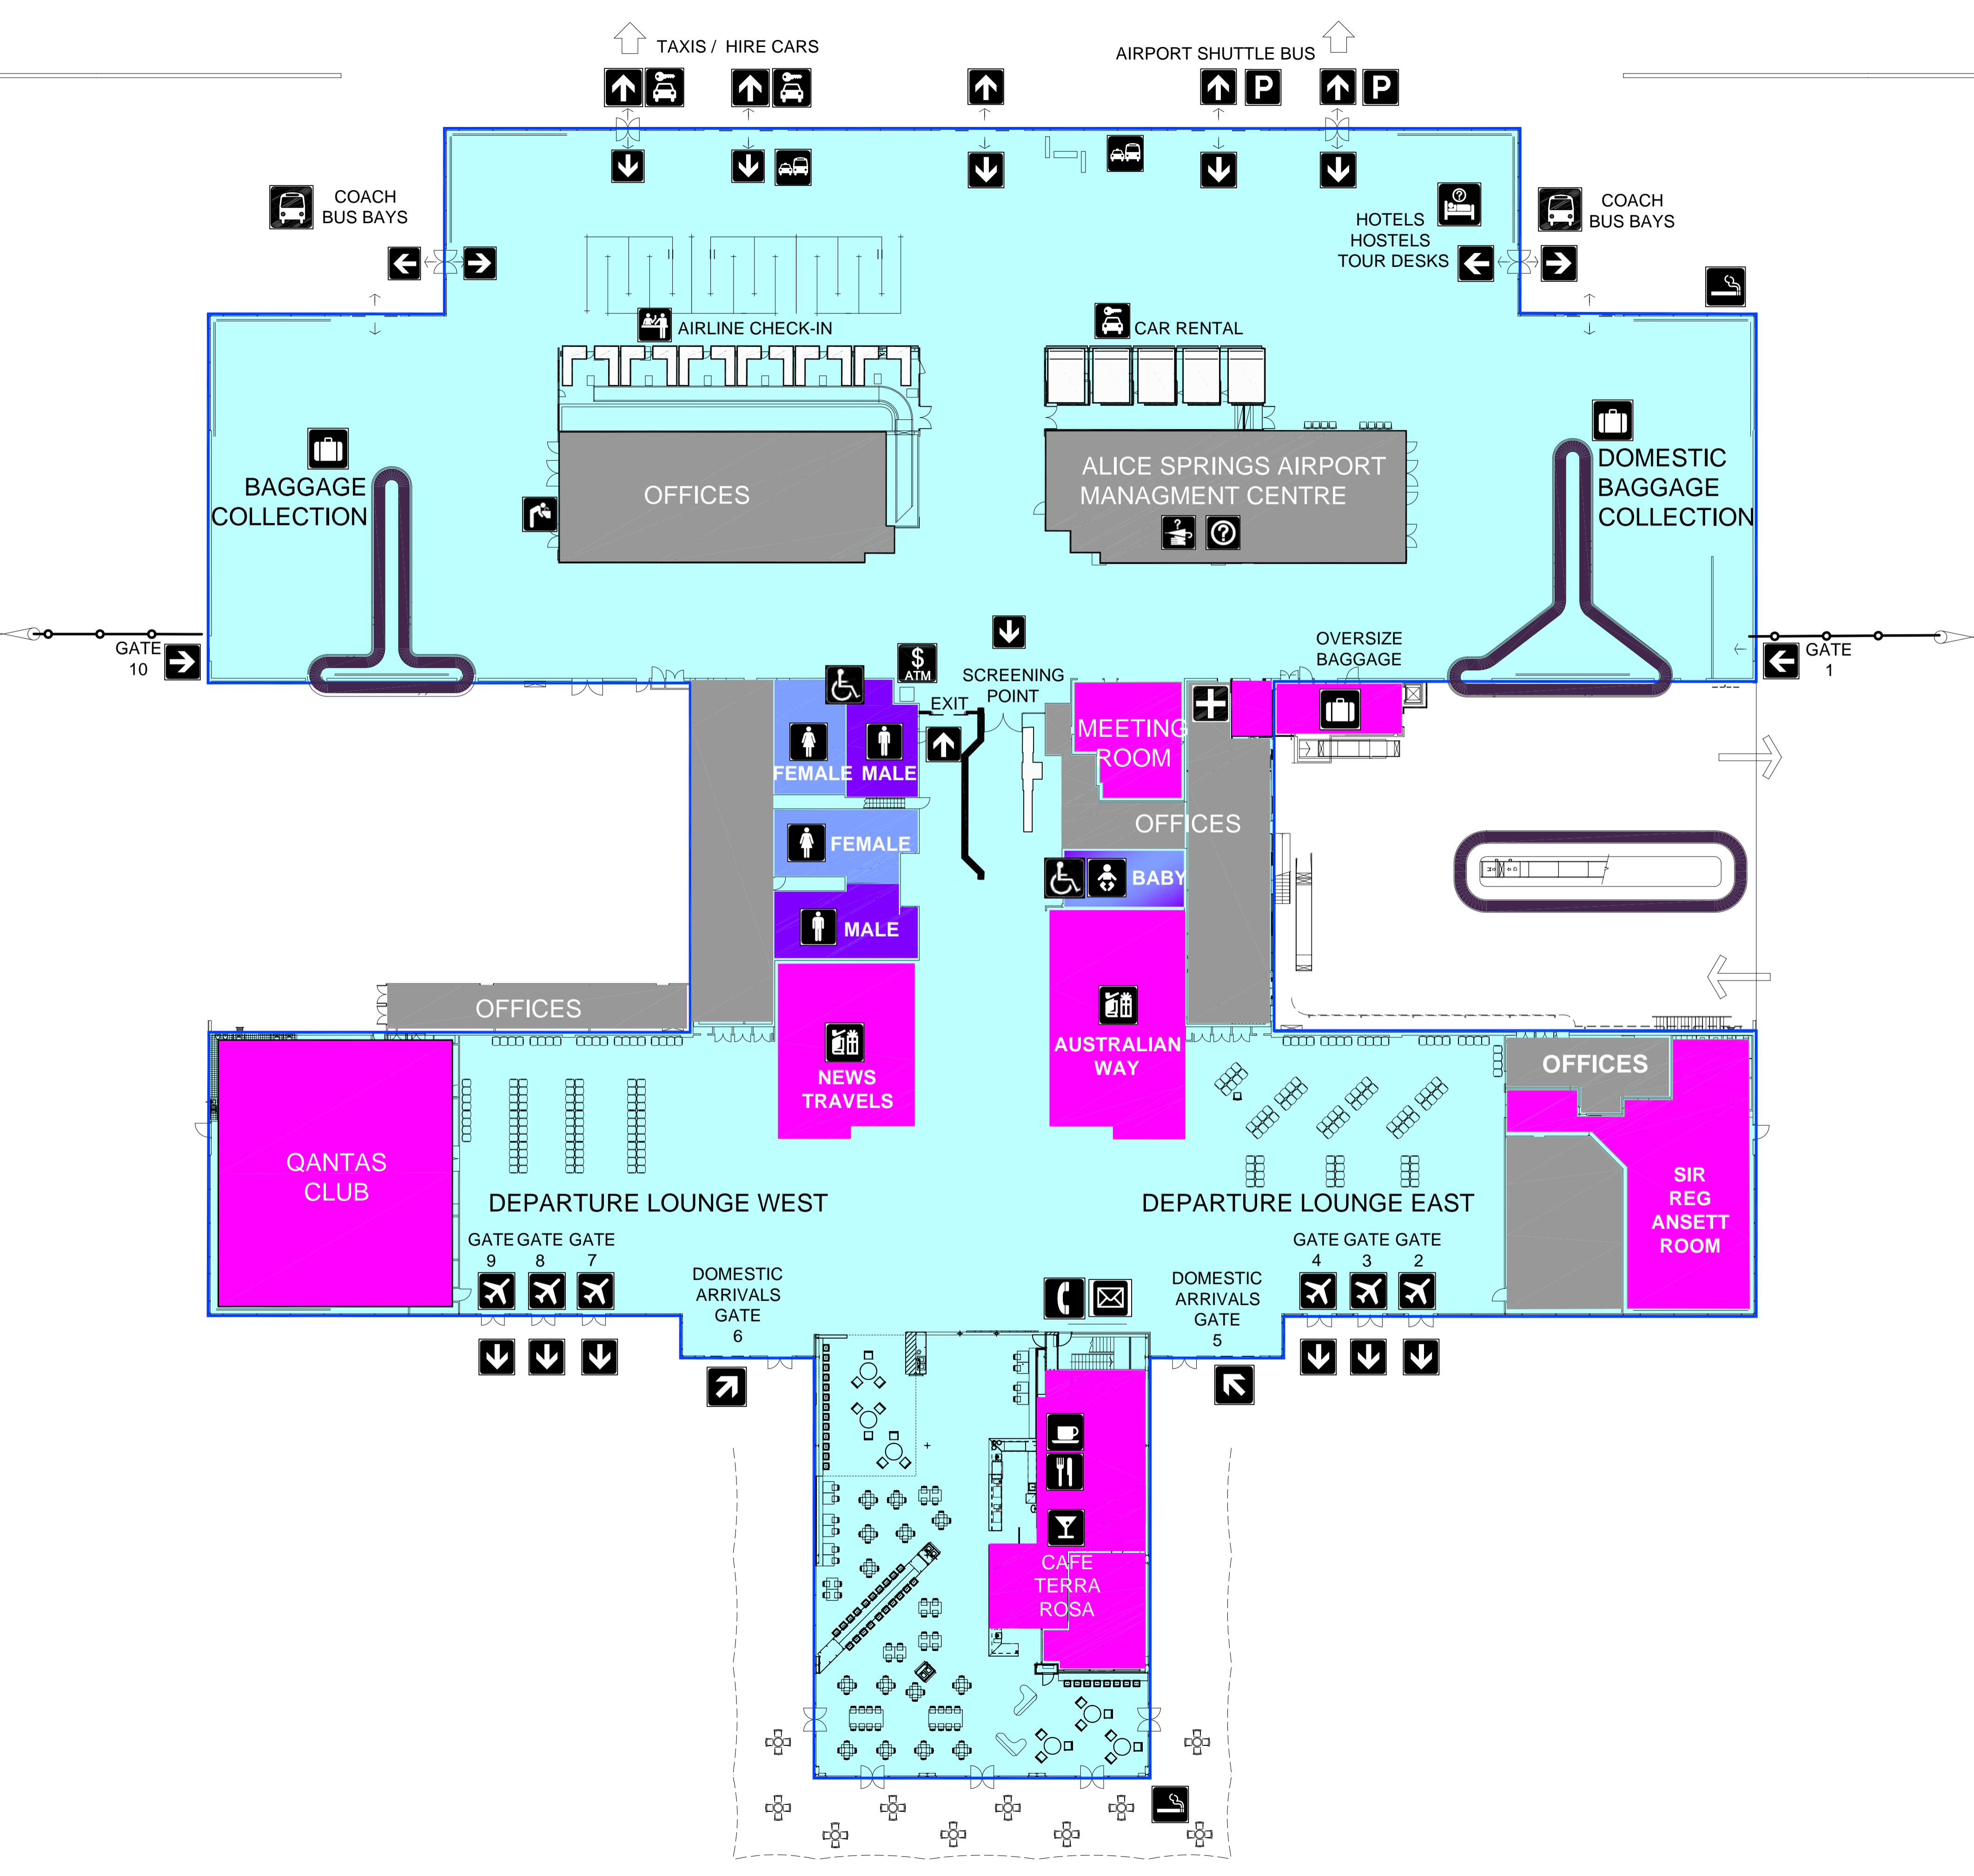 TAXIS / HIRE CARS
AIRPORT SHUTTLE BUS
P
P
COACH
BUS BAYS
HOTELS
HOSTELS
TOUR DESKS
COACH
BUS BAYS
AIRLINE CHECK-IN
CAR RENTAL
BAGGAGE
COLLECTION
OFFICES
ALICE SPRINGS AIRPORT
MANAGMENT CENTRE
? ?
DOMESTIC
BAGGAGE
COLLECTION
GATE
10
$
ATM
SCREENING
POINT
EXIT
OVERSIZE
BAGGAGE
GATE
1
FEMALE
MALE
MEETING
ROOM
FEMALE
OFFICES
BABY
MALE
OFFICES
NEWS
TRAVELS
AUSTRALIAN
WAY
OFFICES
QANTAS
CLUB
SIR
REG
ANSETT
ROOM
DEPARTURE LOUNGE WEST
DEPARTURE LOUNGE EAST
GATE
9
GATE
8
GATE
7
DOMESTIC
ARRIVALS
GATE
6
DOMESTIC
ARRIVALS
GATE
5
GATE
4
GATE
3
GATE
2
CAFE
TERRA
ROSA